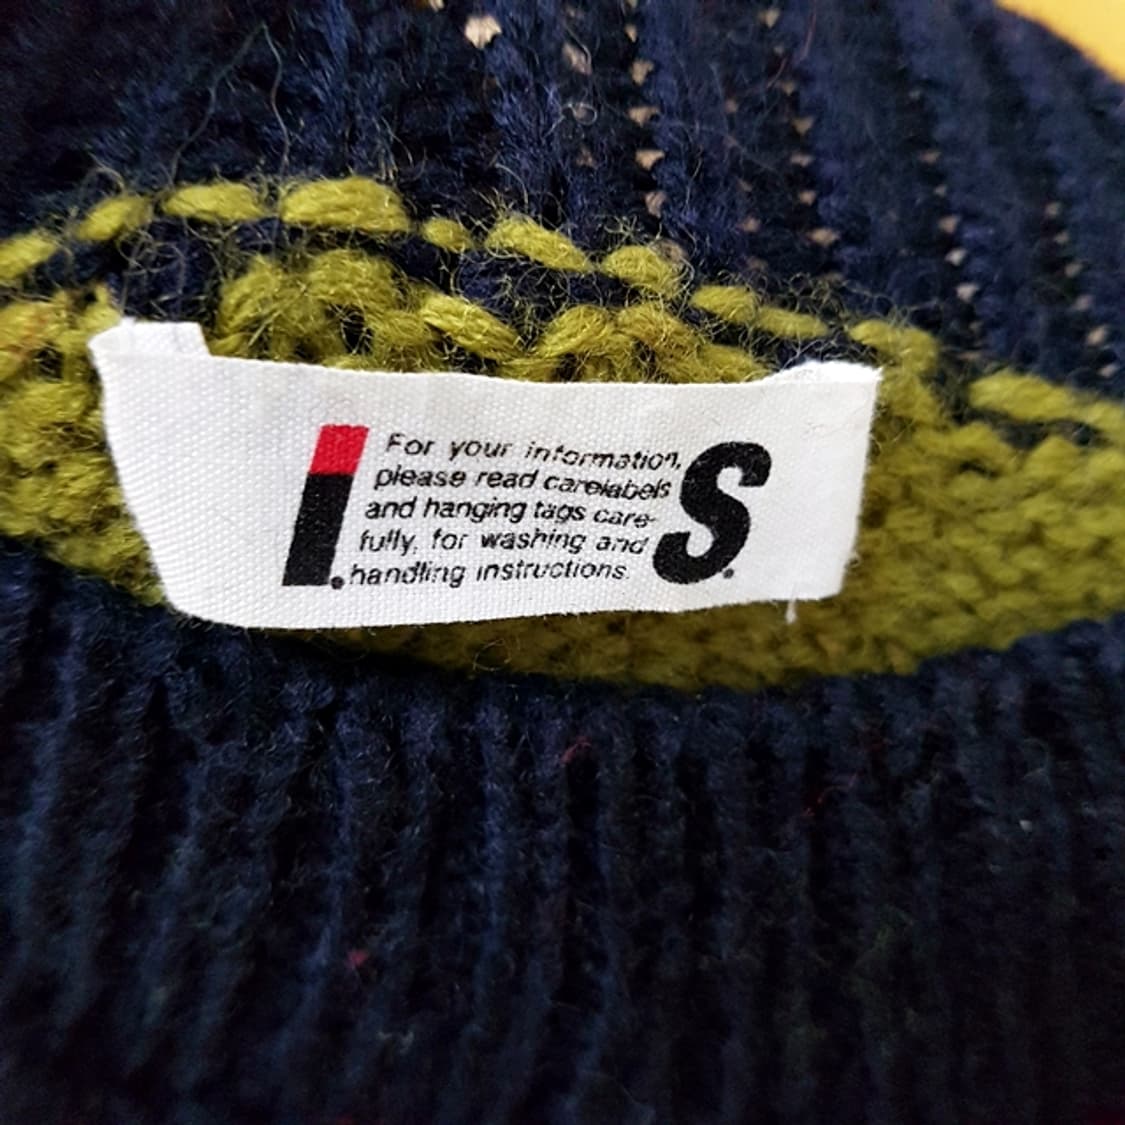 I. S.
For your information,
please read carelabels
and hanging tags care-
fully, for washing and
handling instructions.